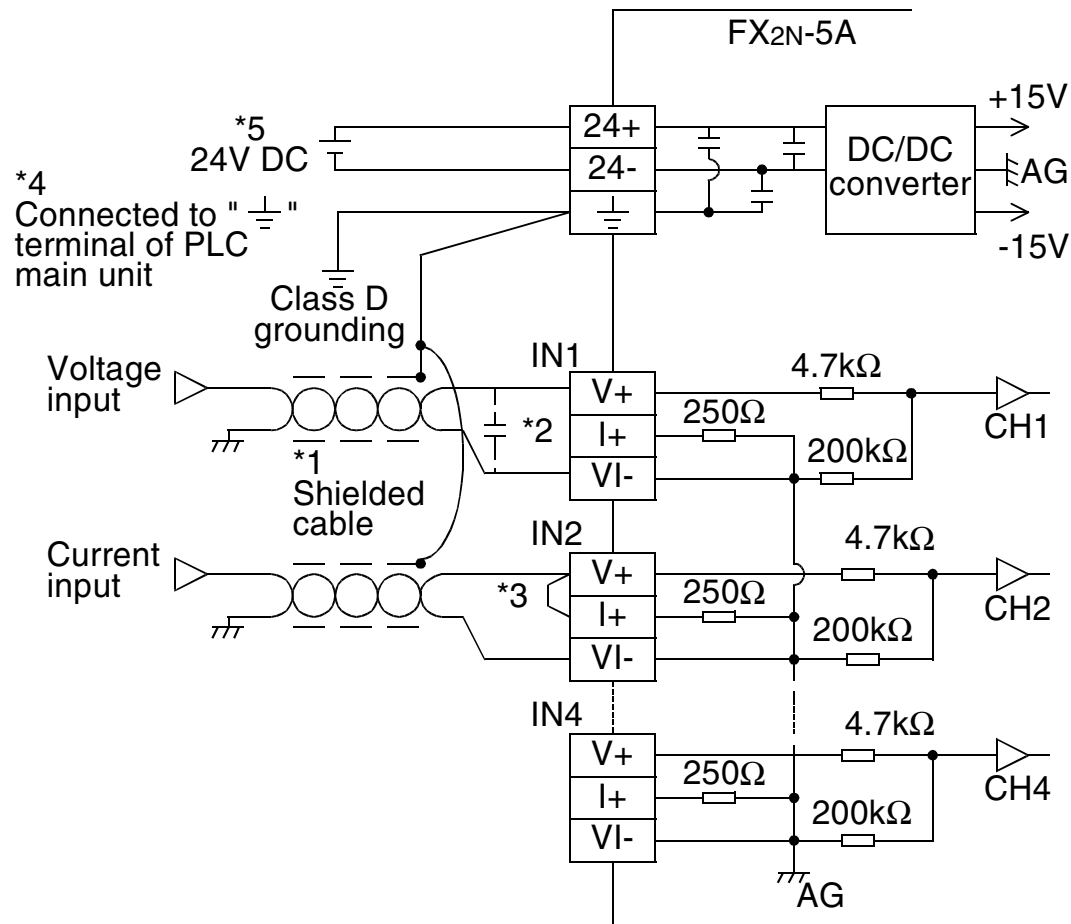 FX2N-5A
*5
24V DC
24+
24-
DC/DC
converter
+15V
AG
-15V
*4
Connected to " "
terminal of PLC
main unit
Class D
grounding
Voltage
input
*1
Shielded
cable
*2
IN1
V+
I+
VI-
4.7kΩ
250Ω
200kΩ
CH1
Current
input
*3
IN2
V+
I+
VI-
4.7kΩ
250Ω
200kΩ
CH2
IN4
V+
I+
VI-
4.7kΩ
250Ω
200kΩ
CH4
AG